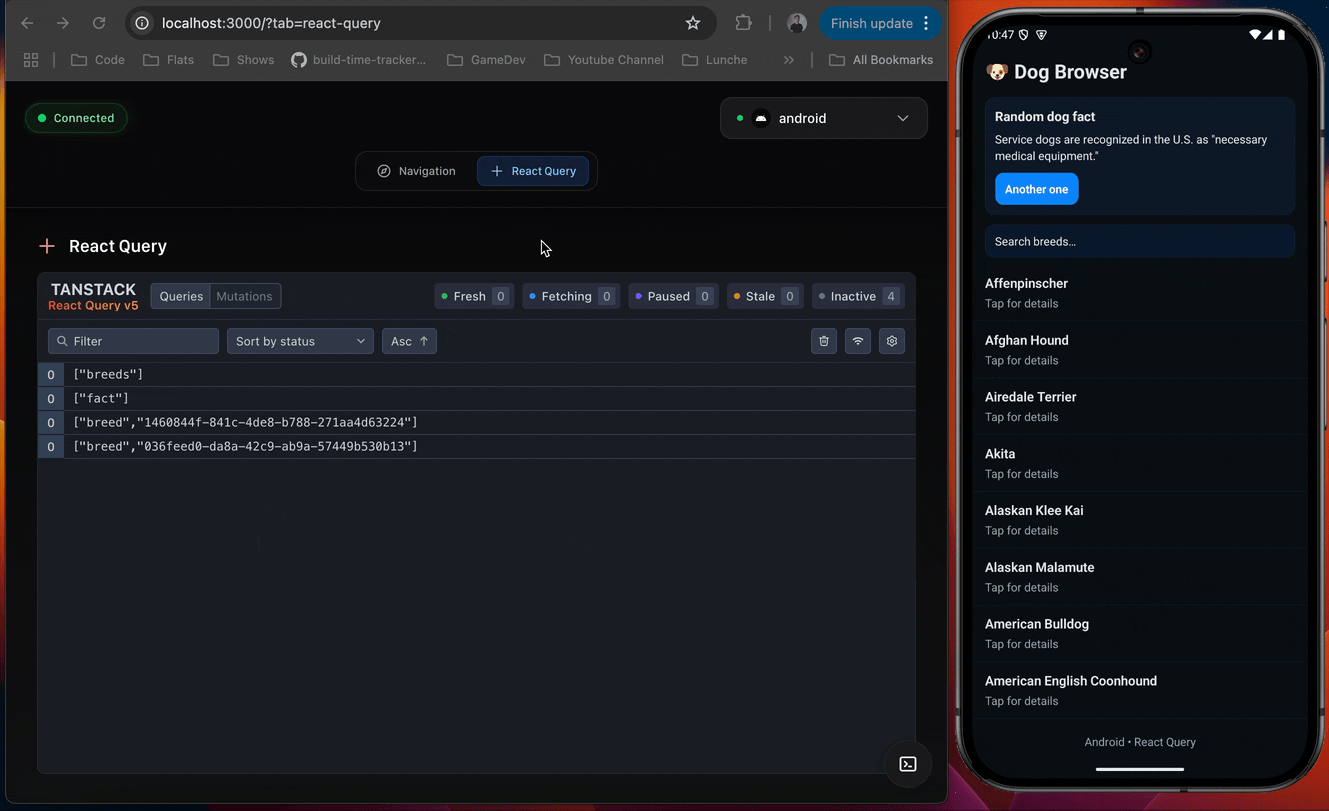 localhost:3000/?tab=react-query
Finish update
Code
Flats
Shows
build-time-tracker...
GameDev
Youtube Channel
Lunche
»
All Bookmarks
Connected
android
Navigation
React Query
React Query
TANSTACK
React Query v5
Queries
Mutations
Fresh 0
Fetching 0
Paused 0
Stale 0
Inactive 4
Filter
Sort by status
Asc ↑
0 ["breeds"]
0 ["fact"]
0 ["breed","1460844f-841c-4de8-b788-271aa4d63224"]
0 ["breed","036feed0-da8a-42c9-ab9a-57449b530b13"]
10:47
Dog Browser
Random dog fact
Service dogs are recognized in the U.S. as "necessary
medical equipment."
Another one
Search breeds...
Affenpinscher
Tap for details
Afghan Hound
Tap for details
Airedale Terrier
Tap for details
Akita
Tap for details
Alaskan Klee Kai
Tap for details
Alaskan Malamute
Tap for details
American Bulldog
Tap for details
American English Coonhound
Tap for details
Android • React Query